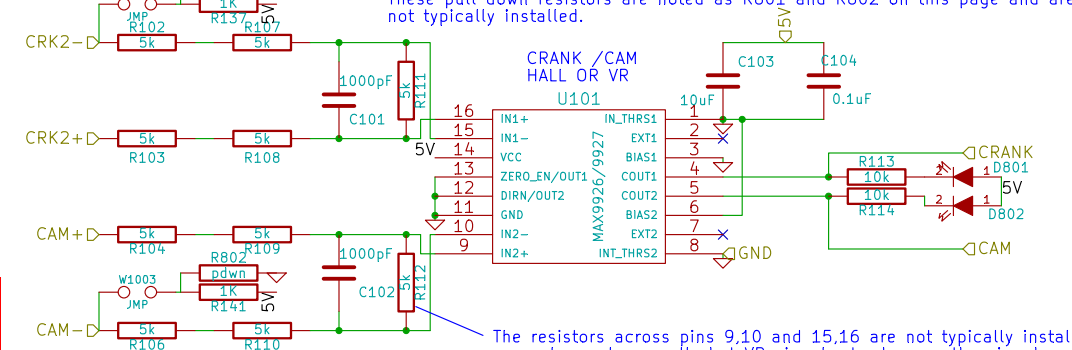 These pull down resistors are noted as R801 and R802 on this page and are
not typically installed.
JMP
1K
R137
5V
R102
R107
CRK2-
5k
5k
1000pF
C101
5k
R111
CRK2+
5k
5k
R103
R108
5V
CRANK /CAM
HALL OR VR
U101
MAX9926/9927
16 IN1+
15 IN1-
14 VCC
13 ZERO_EN/OUT1
12 DIRN/OUT2
11 GND
10 IN2-
9 IN2+
IN_THRS1 1
EXT1 2
BIAS1 3
COUT1 4
COUT2 5
BIAS2 6
EXT2 7
INT_THRS2 8
5V
C103
10uF
C104
0.1uF
GND
CRANK
R113
10k
10k
R114
2
1
D801
5V
2
1
D802
CAM
CAM+
5k
5k
R104
R109
R802
pdwn
W1003
JMP
1K
R141
5V
1000pF
C102
5k
R112
CAM-
5k
5k
R106
R110
The resistors across pins 9,10 and 15,16 are not typically instal